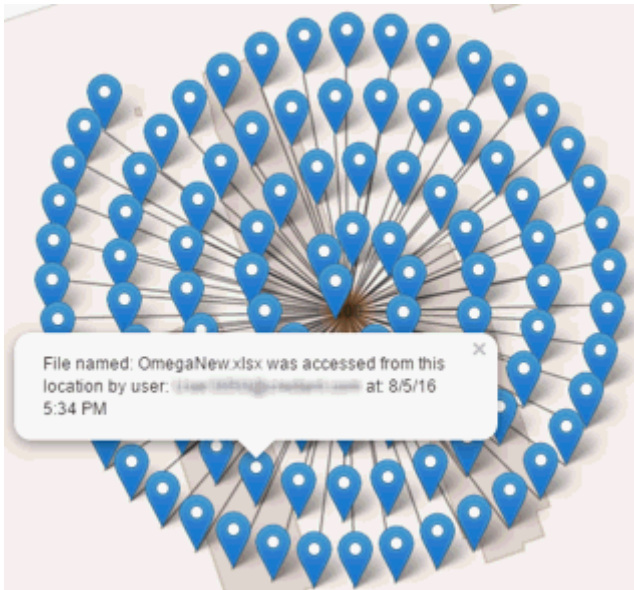 File named: OmegaNew.xlsx was accessed from this
location by user: at: 8/5/16
5:34 PM
×